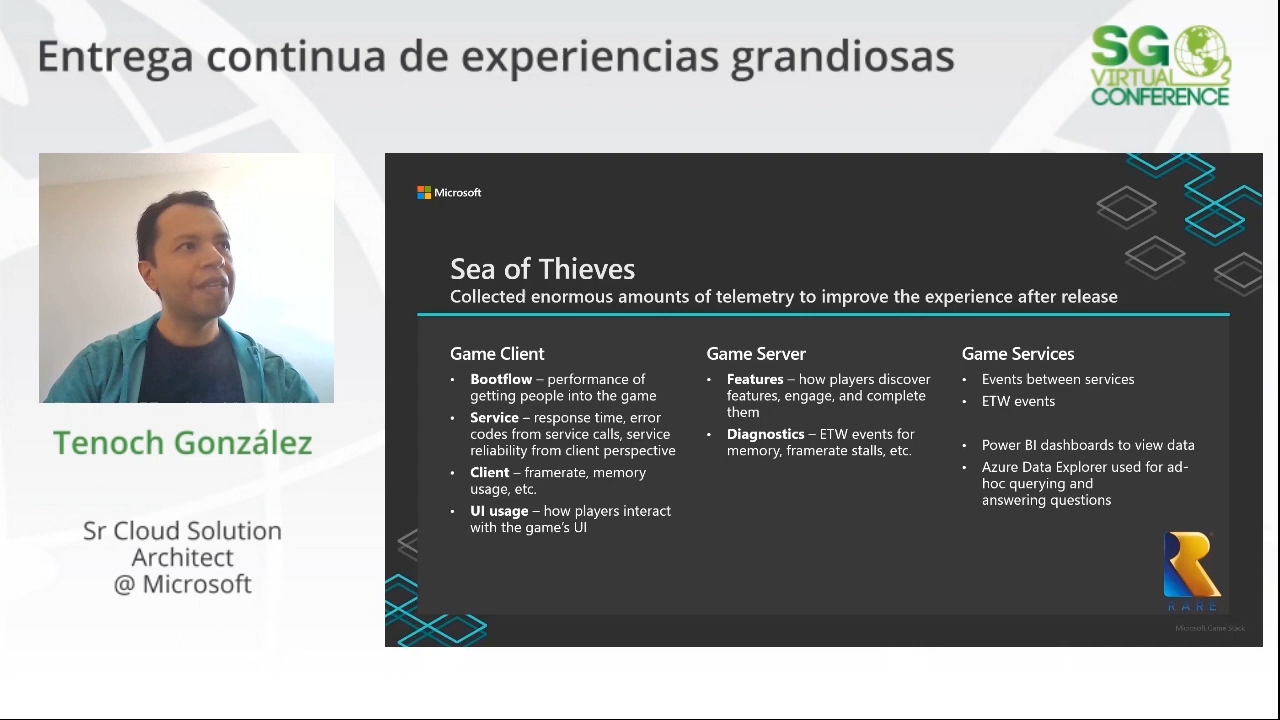 Entrega continua de experiencias grandiosas
SG
VIRTUAL
CONFERENCE
Tenoch González
Sr Cloud Solution
Architect
@ Microsoft
Microsoft
Sea of Thieves
Collected enormous amounts of telemetry to improve the experience after release
Game Client
• Bootflow – performance of
getting people into the game
• Service – response time, error
codes from service calls, service
reliability from client perspective
• Client – framerate, memory
usage, etc.
• UI usage – how players interact
with the game's UI
Game Server
• Features – how players discover
features, engage, and complete
them
• Diagnostics – ETW events for
memory, framerate stalls, etc.
Game Services
• Events between services
• ETW events
• Power BI dashboards to view data
• Azure Data Explorer used for ad-
hoc querying and
answering questions
RARE
Microsoft Game Stack